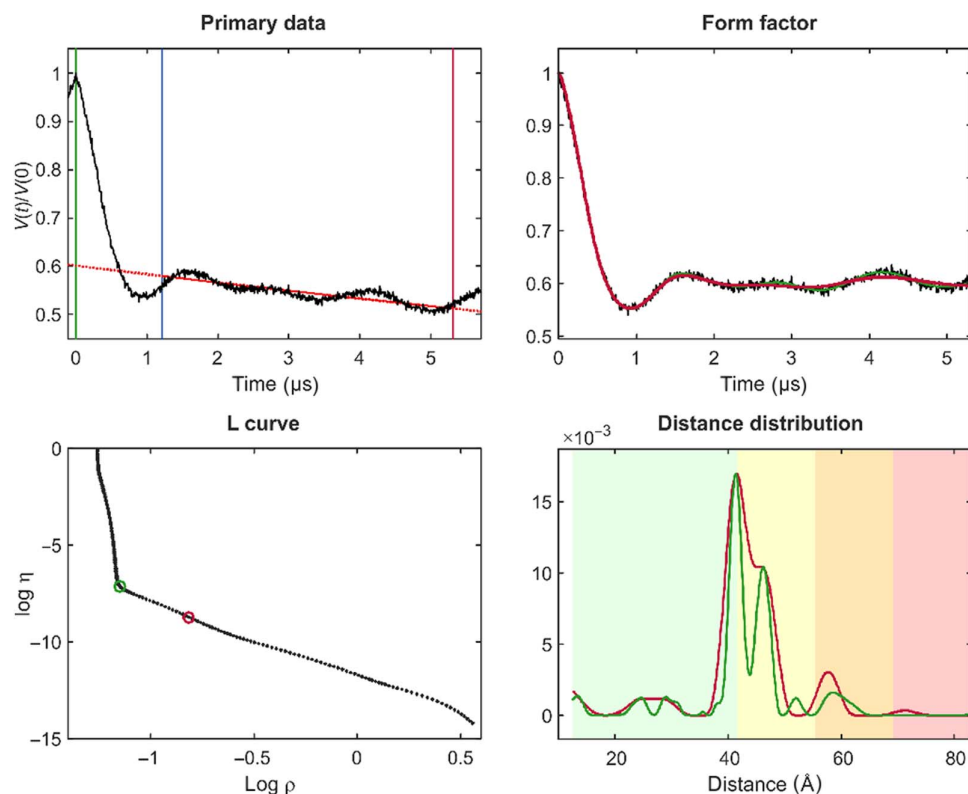 Primary data
V(t)/V(0)
1
0.9
0.8
0.7
0.6
0.5
0 1 2 3 4 5
Time (µs)
Form factor
1
0.9
0.8
0.7
0.6
0.5
0 1 2 3 4 5
Time (µs)
L curve
log η
0
−5
−10
−15
−1 −0.5 0 0.5
Log ρ
Distance distribution
×10⁻³
15
10
5
0
20 40 60 80
Distance (Å)